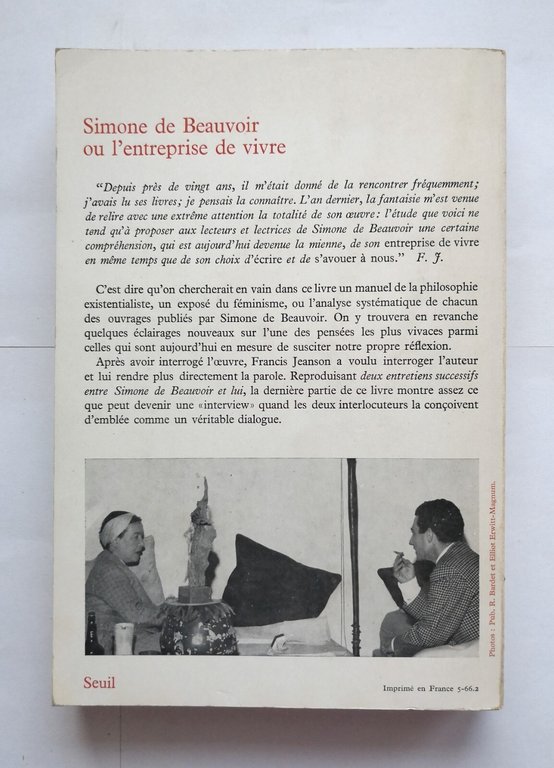 Simone de Beauvoir
ou l'entreprise de vivre
"Depuis près de vingt ans, il m'était donné de la rencontrer fréquemment;
j'avais lu ses livres; je pensais la connaître. L'an dernier, la fantaisie m'est venue
de relire avec une extrême attention la totalité de son œuvre: l'étude que voici ne
tend qu'à proposer aux lecteurs et lectrices de Simone de Beauvoir une certaine
compréhension, qui est aujourd'hui devenue la mienne, de son entreprise de vivre
en même temps que de son choix d'écrire et de s'avouer à nous." F. J.
C'est dire qu'on chercherait en vain dans ce livre un manuel de la philosophie
existentialiste, un exposé du féminisme, ou l'analyse systématique de chacun
des ouvrages publiés par Simone de Beauvoir. On y trouvera en revanche
quelques éclairages nouveaux sur l'une des pensées les plus vivaces parmi
celles qui sont aujourd'hui en mesure de susciter notre propre réflexion.
Après avoir interrogé l'œuvre, Francis Jeanson a voulu interroger l'auteur
et lui rendre plus directement la parole. Reproduisant deux entretiens successifs
entre Simone de Beauvoir et lui, la dernière partie de ce livre montre assez ce
que peut devenir une «interview» quand les deux interlocuteurs la conçoivent
d'emblée comme un véritable dialogue.
Photos : Pub. R. Bardet et Elliot Erwitt-Magnum.
Seuil
Imprimé en France 5-66.2